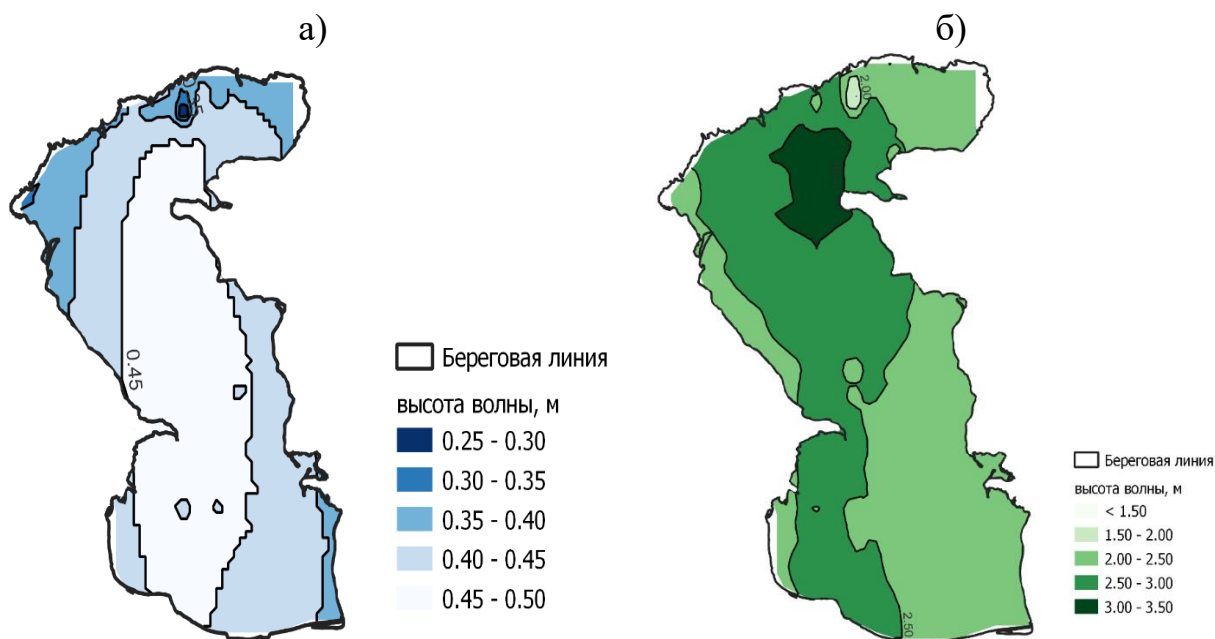 а)
0.45
Береговая линия
высота волны, м
0.25 - 0.30
0.30 - 0.35
0.35 - 0.40
0.40 - 0.45
0.45 - 0.50
б)
2.00
2.50
Береговая линия
высота волны, м
< 1.50
1.50 - 2.00
2.00 - 2.50
2.50 - 3.00
3.00 - 3.50